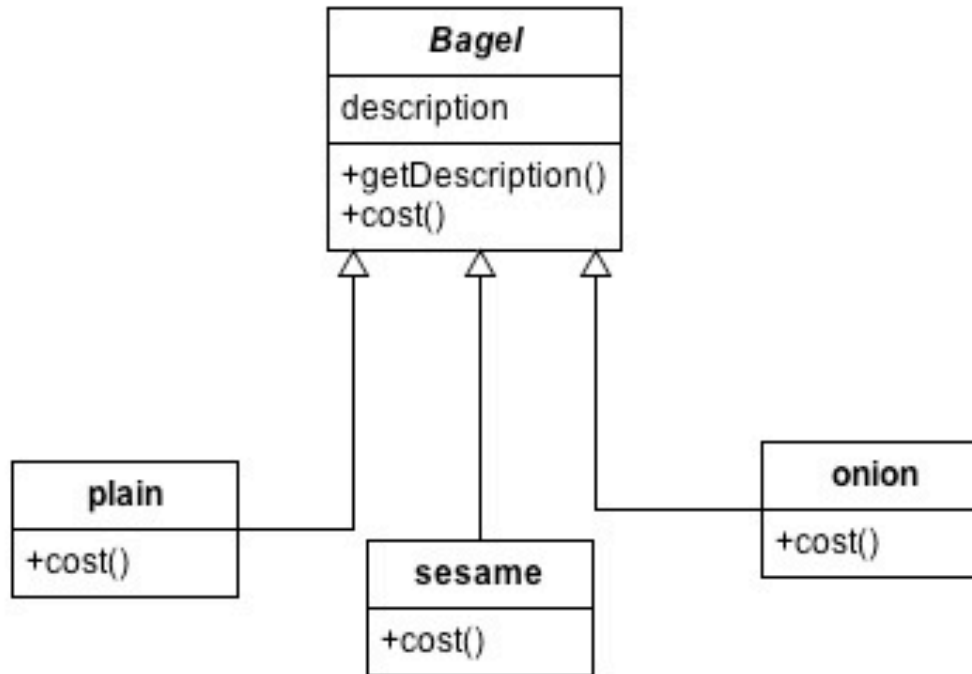 Bagel
description
+getDescription()
+cost()
plain
+cost()
sesame
+cost()
onion
+cost()